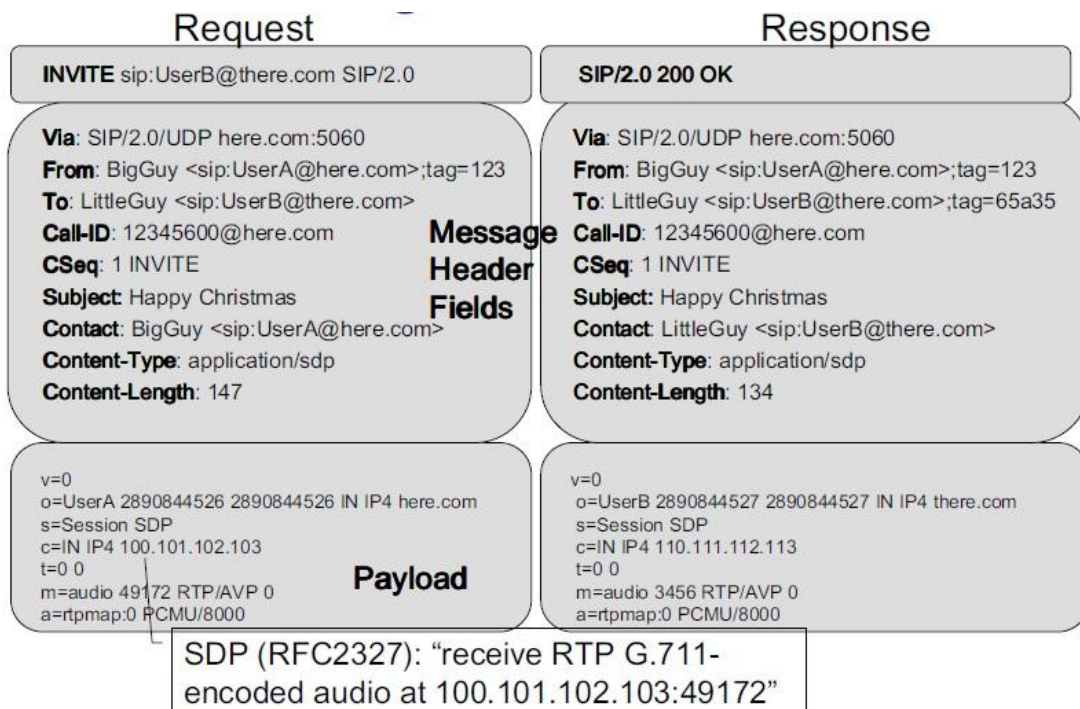 Request
INVITE sip:UserB@there.com SIP/2.0
Via: SIP/2.0/UDP here.com:5060
From: BigGuy <sip:UserA@here.com>;tag=123
To: LittleGuy <sip:UserB@there.com>
Call-ID: 12345600@here.com
CSeq: 1 INVITE
Subject: Happy Christmas
Contact: BigGuy <sip:UserA@here.com>
Content-Type: application/sdp
Content-Length: 147
Message
Header
Fields
v=0
o=UserA 2890844526 2890844526 IN IP4 here.com
s=Session SDP
c=IN IP4 100.101.102.103
t=0 0
m=audio 49172 RTP/AVP 0
a=rtpmap:0 PCMU/8000
Payload
Response
SIP/2.0 200 OK
Via: SIP/2.0/UDP here.com:5060
From: BigGuy <sip:UserA@here.com>;tag=123
To: LittleGuy <sip:UserB@there.com>;tag=65a35
Call-ID: 12345600@here.com
CSeq: 1 INVITE
Subject: Happy Christmas
Contact: LittleGuy <sip:UserB@there.com>
Content-Type: application/sdp
Content-Length: 134
v=0
o=UserB 2890844527 2890844527 IN IP4 there.com
s=Session SDP
c=IN IP4 110.111.112.113
t=0 0
m=audio 3456 RTP/AVP 0
a=rtpmap:0 PCMU/8000
SDP (RFC2327): “receive RTP G.711-
encoded audio at 100.101.102.103:49172”